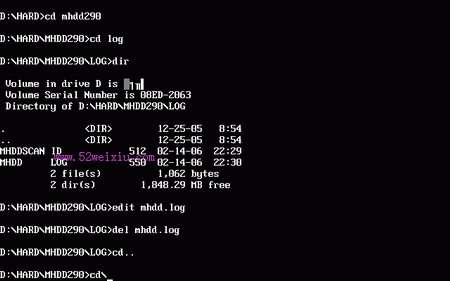 D:\HARD>cd mhdd290
D:\HARD\MHDD290>cd log
D:\HARD\MHDD290\LOG>dir
Volume in drive D is
Volume Serial Number is 08ED-2063
Directory of D:\HARD\MHDD290\LOG
. <DIR> 12-25-05 8:54
.. <DIR> 12-25-05 8:54
MHDDSCAN ID 512 02-14-06 22:29
MHDD LOG 550 02-14-06 22:30
www.52weixiu.com
2 file(s) 1,062 bytes
2 dir(s) 1,848.29 MB free
D:\HARD\MHDD290\LOG>edit mhdd.log
D:\HARD\MHDD290\LOG>del mhdd.log
D:\HARD\MHDD290\LOG>cd..
D:\HARD\MHDD290>cd\